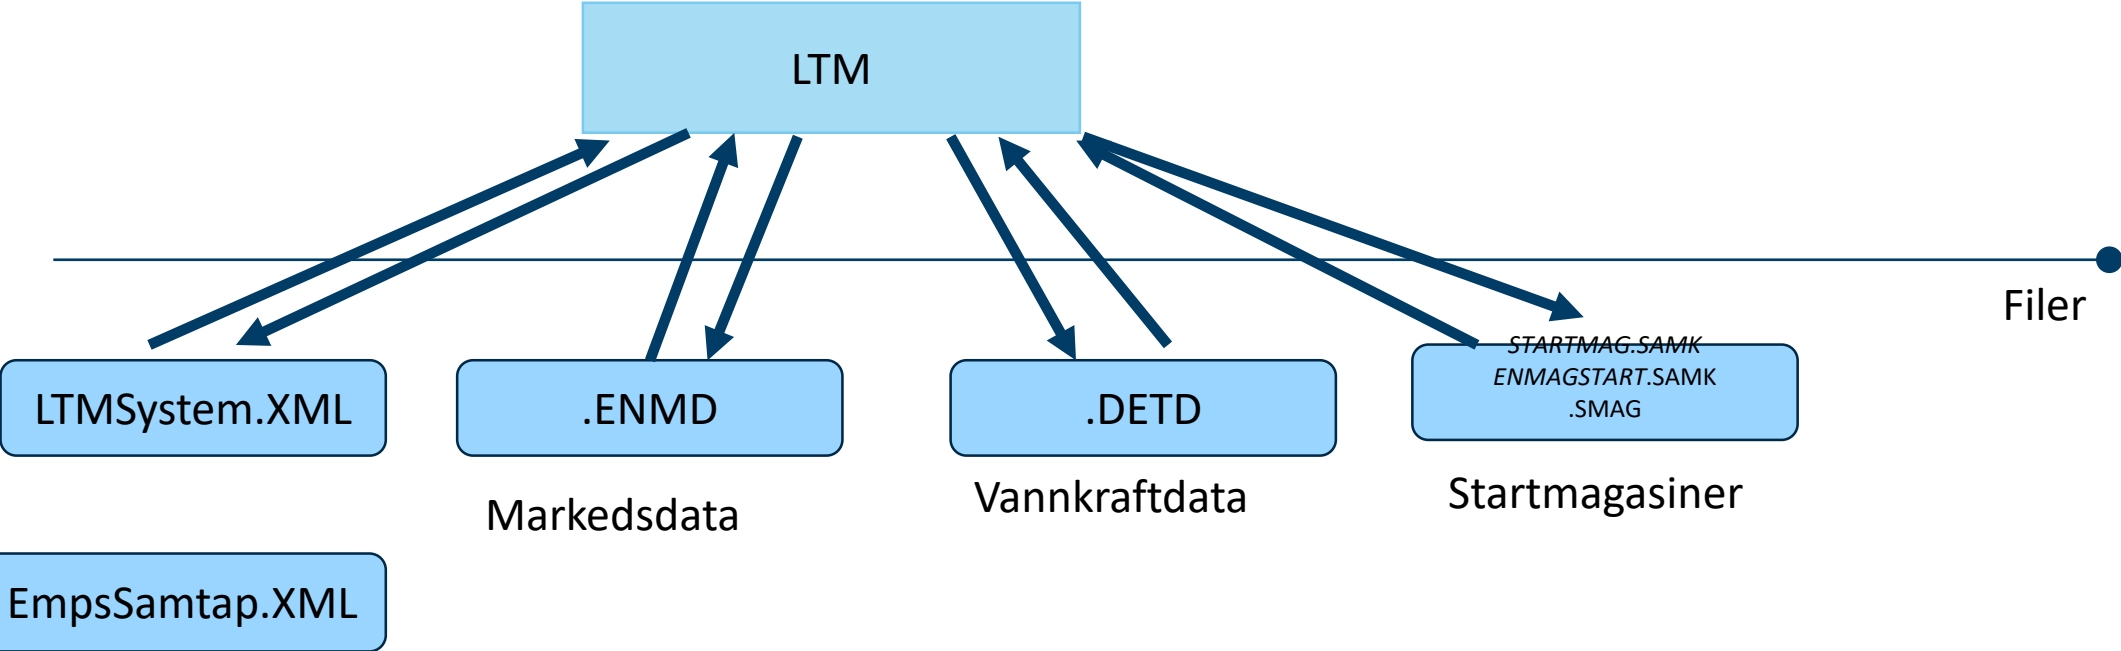 LTM
Filer
LTMSystem.XML
.ENMD
.DETD
STARTMAG.SAMK
ENMAGSTART.SAMK
.SMAG
Markedsdata
Vannkraftdata
Startmagasiner
EmpsSamtap.XML